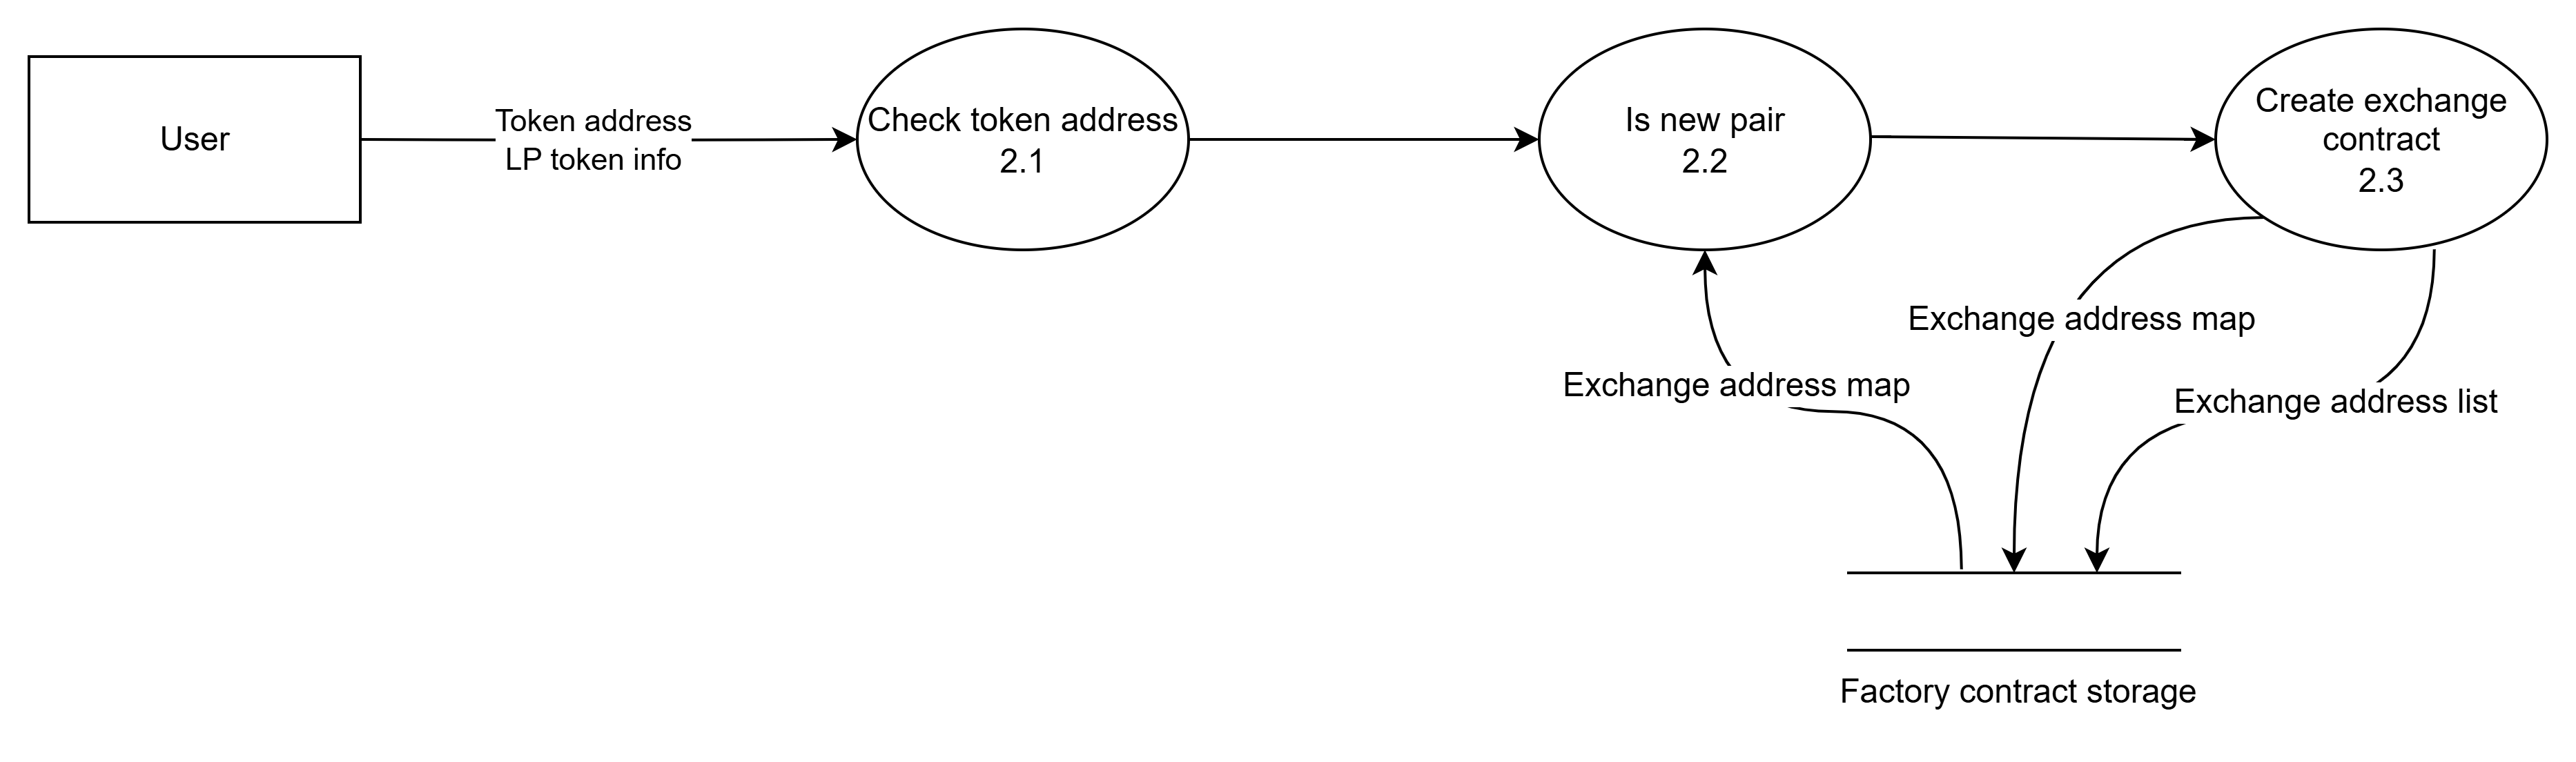 User
Token address
LP token info
Check token address
2.1
Is new pair
2.2
Create exchange
contract
2.3
Exchange address map
Exchange address map
Exchange address list
Factory contract storage